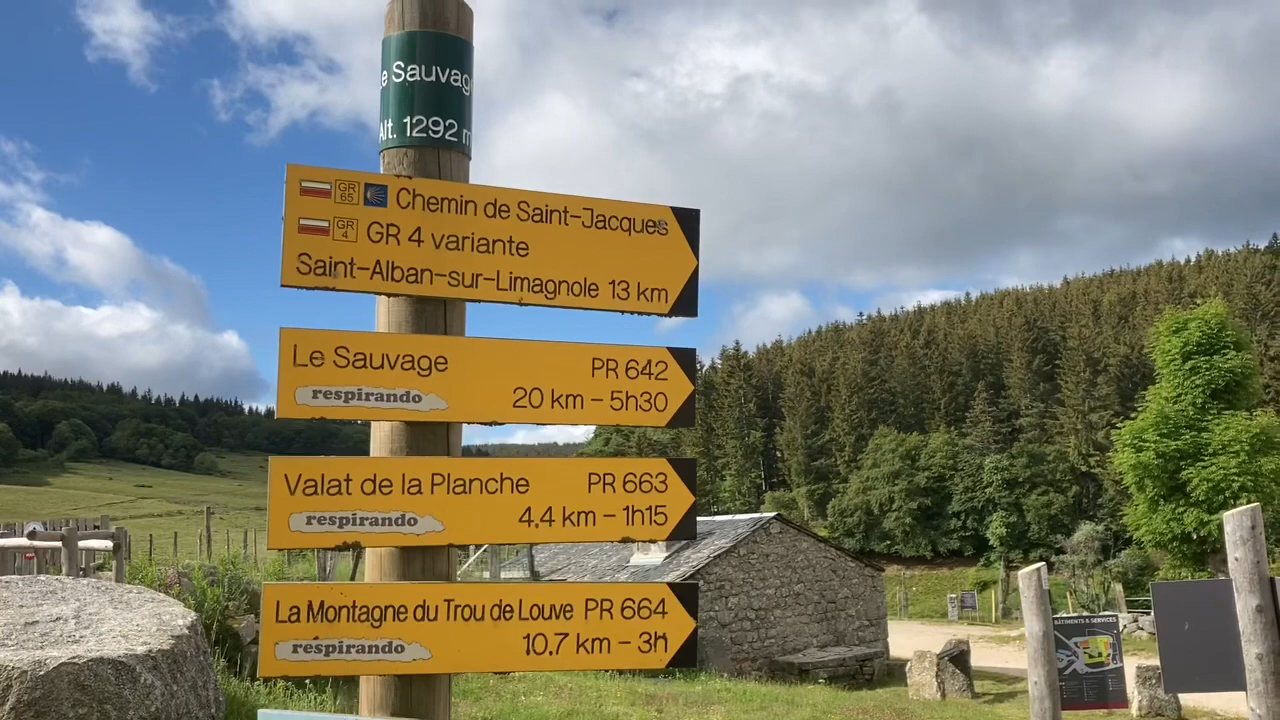 e Sauvag
Alt. 1292 m
GR 65 Chemin de Saint-Jacques
GR 4 GR 4 variante
Saint-Alban-sur-Limagnole 13 km
Le Sauvage PR 642
respirando 20 km - 5h30
Valat de la Planche PR 663
respirando 4,4 km - 1h15
La Montagne du Trou de Louve PR 664
respirando 10,7 km - 3h
BÂTIMENTS & SERVICES